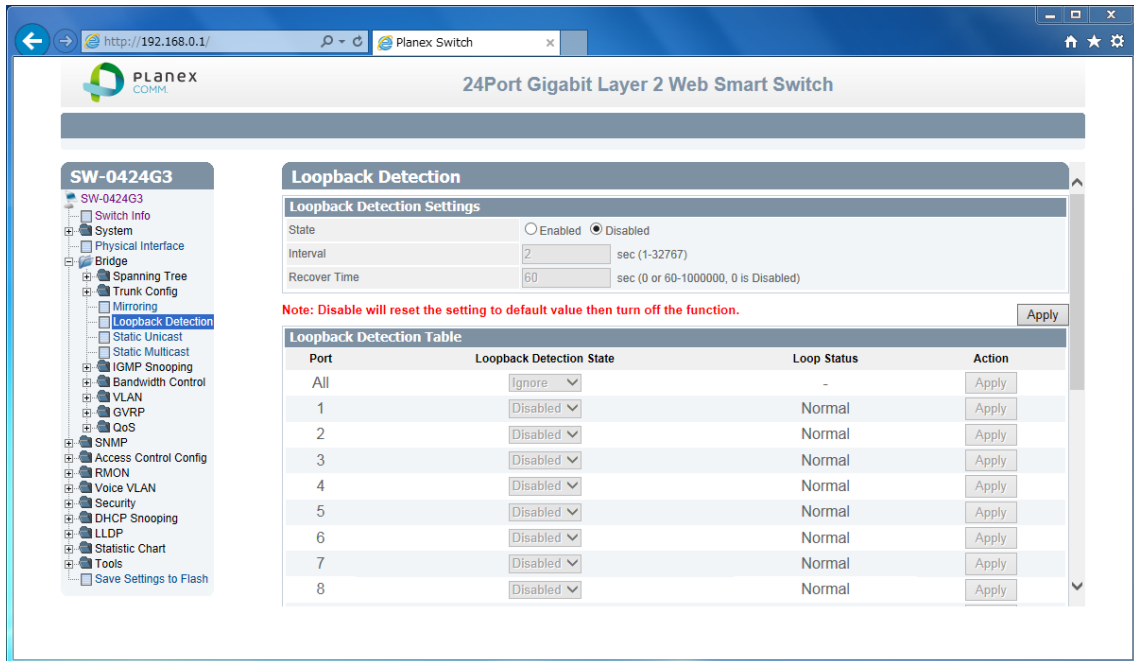 http://192.168.0.1/
Planex Switch
PLANEX
COMM.
24Port Gigabit Layer 2 Web Smart Switch
SW-0424G3
SW-0424G3
Switch Info
System
Physical Interface
Bridge
Spanning Tree
Trunk Config
Mirroring
Loopback Detection
Static Unicast
Static Multicast
IGMP Snooping
Bandwidth Control
VLAN
GVRP
QoS
SNMP
Access Control Config
RMON
Voice VLAN
Security
DHCP Snooping
LLDP
Statistic Chart
Tools
Save Settings to Flash
Loopback Detection
Loopback Detection Settings
State Enabled Disabled
Interval 2 sec (1-32767)
Recover Time 60 sec (0 or 60-1000000, 0 is Disabled)
Note: Disable will reset the setting to default value then turn off the function. Apply
Loopback Detection Table
Port Loopback Detection State Loop Status Action
All Ignore - Apply
1 Disabled Normal Apply
2 Disabled Normal Apply
3 Disabled Normal Apply
4 Disabled Normal Apply
5 Disabled Normal Apply
6 Disabled Normal Apply
7 Disabled Normal Apply
8 Disabled Normal Apply